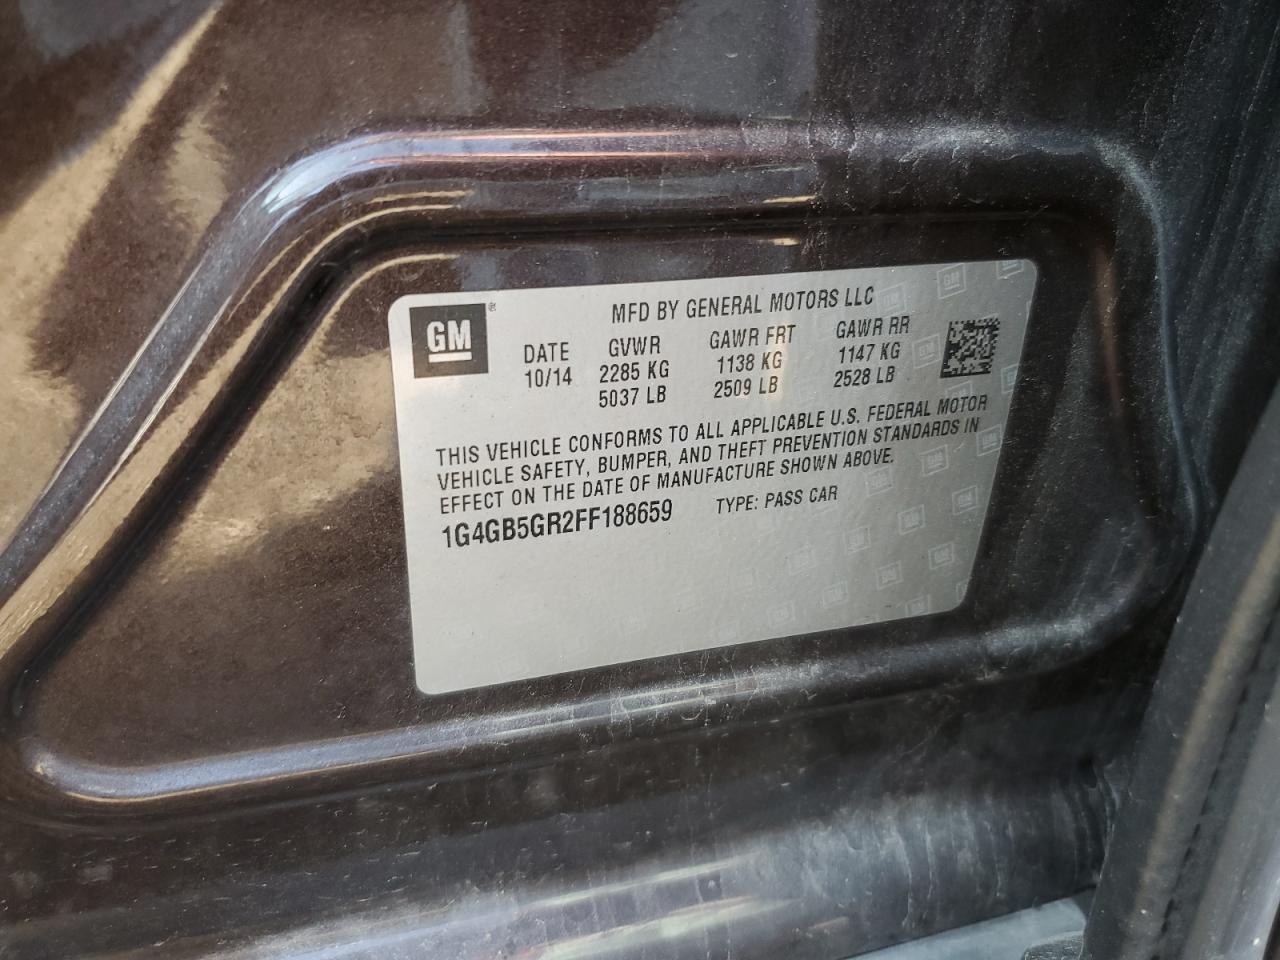 GM ®
MFD BY GENERAL MOTORS LLC
DATE GVWR GAWR FRT GAWR RR
10/14 2285 KG 1138 KG 1147 KG
5037 LB 2509 LB 2528 LB
THIS VEHICLE CONFORMS TO ALL APPLICABLE U.S. FEDERAL MOTOR
VEHICLE SAFETY, BUMPER, AND THEFT PREVENTION STANDARDS IN
EFFECT ON THE DATE OF MANUFACTURE SHOWN ABOVE.
1G4GB5GR2FF188659 TYPE: PASS CAR